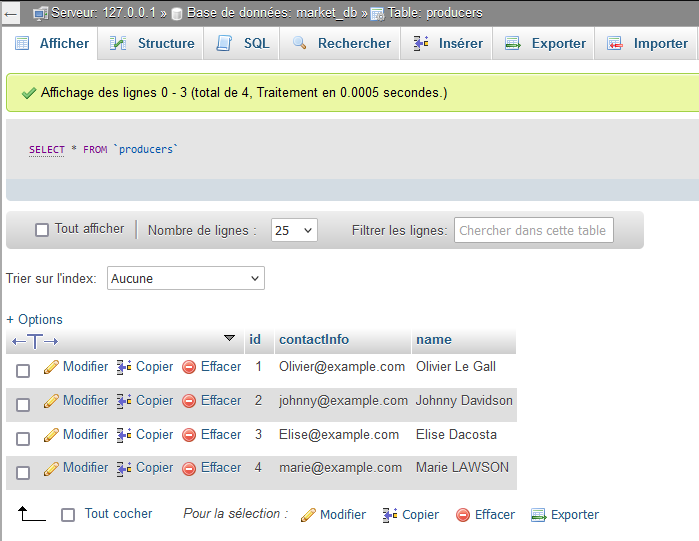 Serveur: 127.0.0.1 » Base de données: market_db » Table: producers
Afficher Structure SQL Rechercher Insérer Exporter Importer
Affichage des lignes 0 - 3 (total de 4, Traitement en 0.0005 secondes.)
SELECT * FROM `producers`
Tout afficher Nombre de lignes : 25 Filtrer les lignes: Chercher dans cette table
Trier sur l'index: Aucune
+ Options
←T→ id contactInfo name
Modifier Copier Effacer 1 Olivier@example.com Olivier Le Gall
Modifier Copier Effacer 2 johnny@example.com Johnny Davidson
Modifier Copier Effacer 3 Elise@example.com Elise Dacosta
Modifier Copier Effacer 4 marie@example.com Marie LAWSON
Tout cocher Pour la sélection : Modifier Copier Effacer Exporter